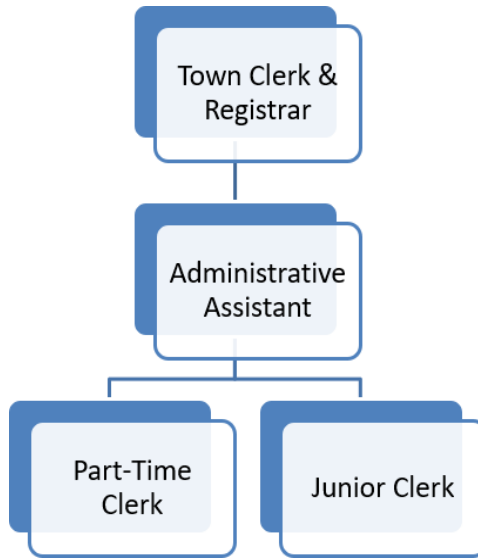 Town Clerk &
Registrar
Administrative
Assistant
Part-Time
Clerk
Junior Clerk